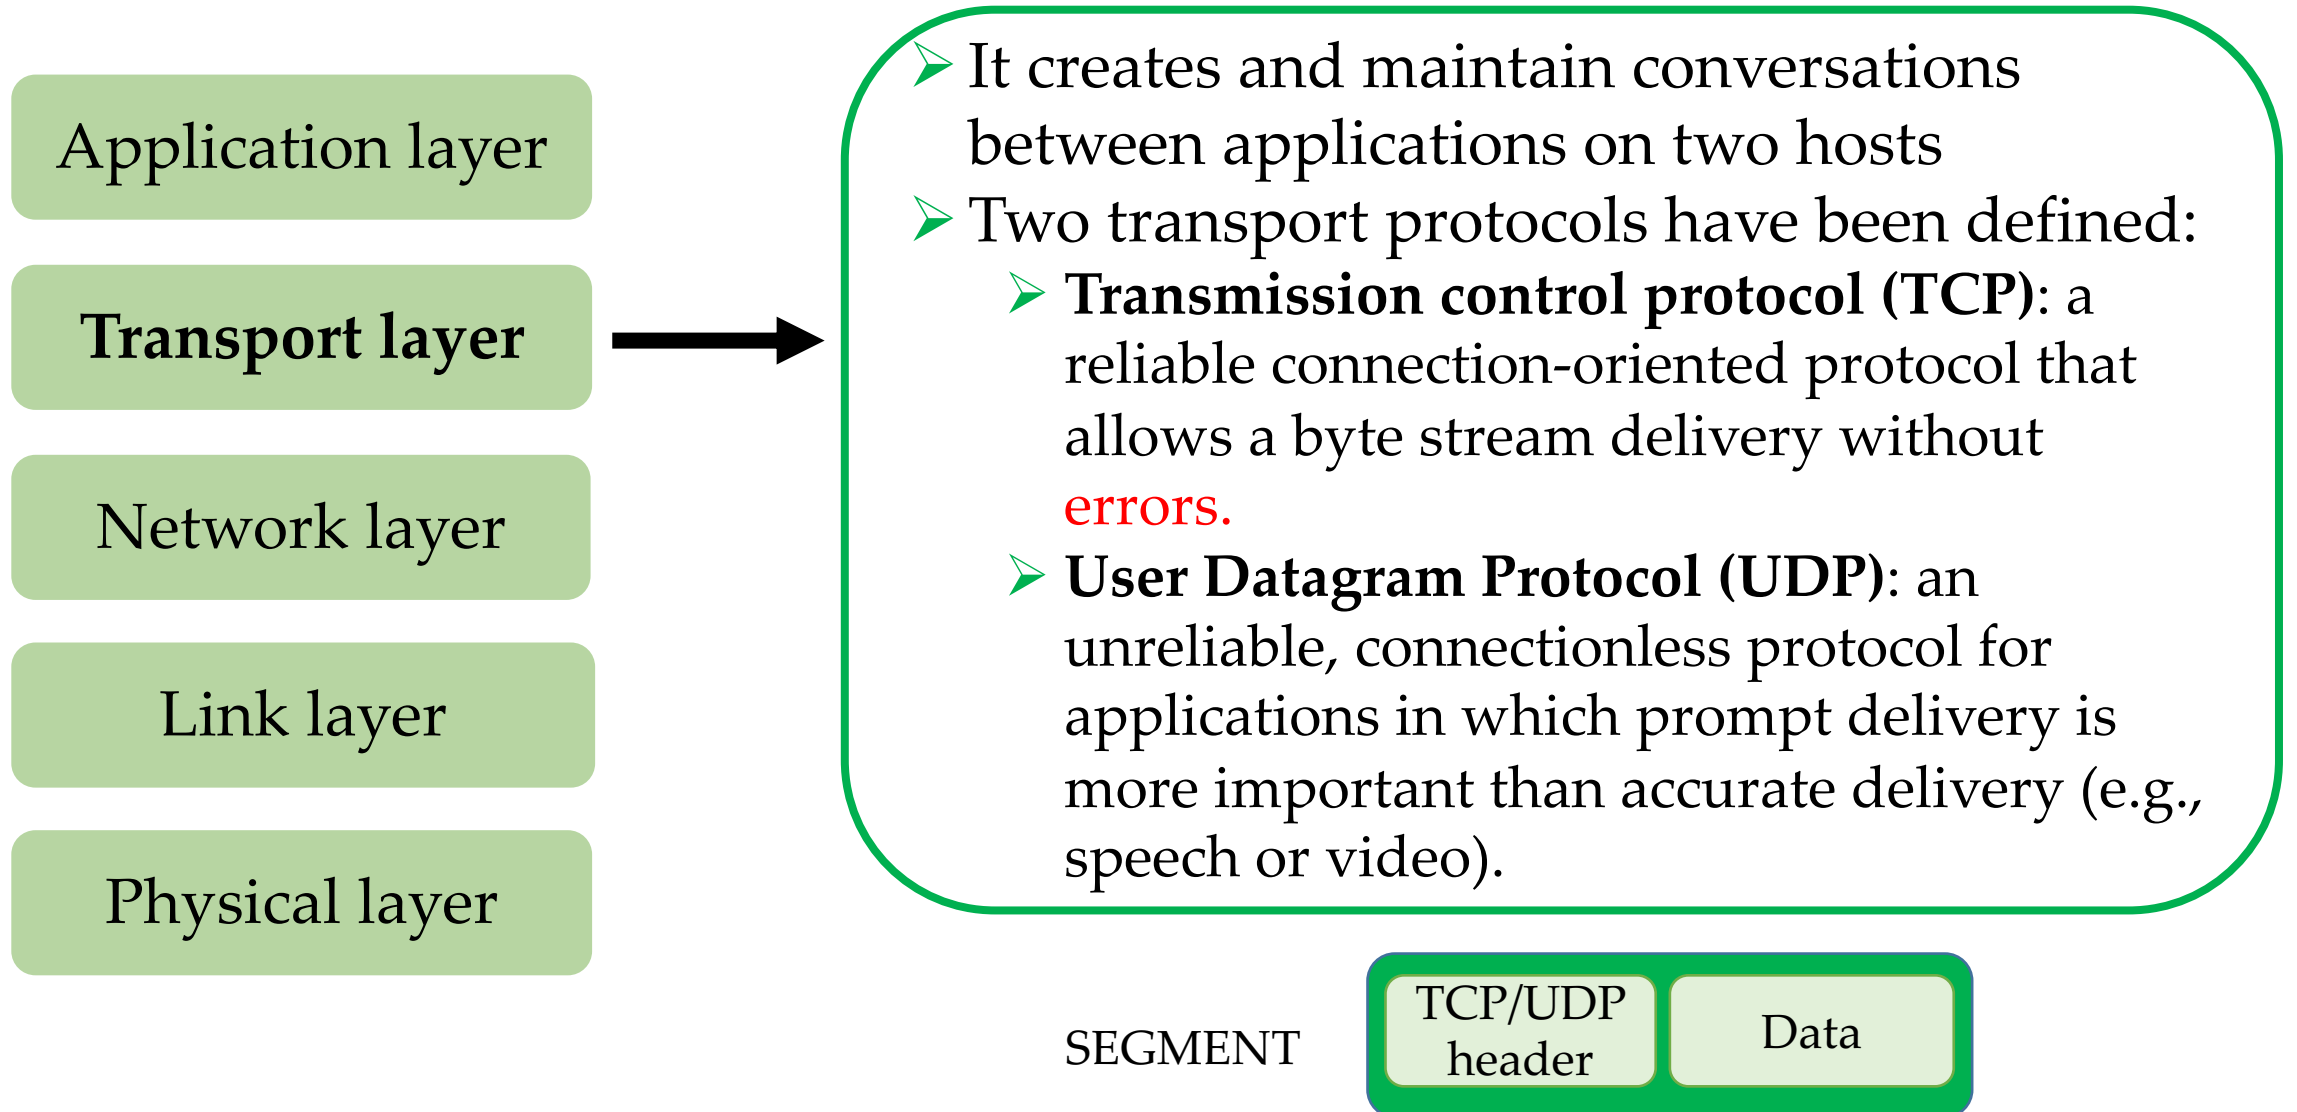 Application layer
Transport layer
Network layer
Link layer
Physical layer
It creates and maintain conversations
between applications on two hosts
Two transport protocols have been defined:
Transmission control protocol (TCP): a
reliable connection-oriented protocol that
allows a byte stream delivery without
errors.
User Datagram Protocol (UDP): an
unreliable, connectionless protocol for
applications in which prompt delivery is
more important than accurate delivery (e.g.,
speech or video).
SEGMENT
TCP/UDP
header
Data